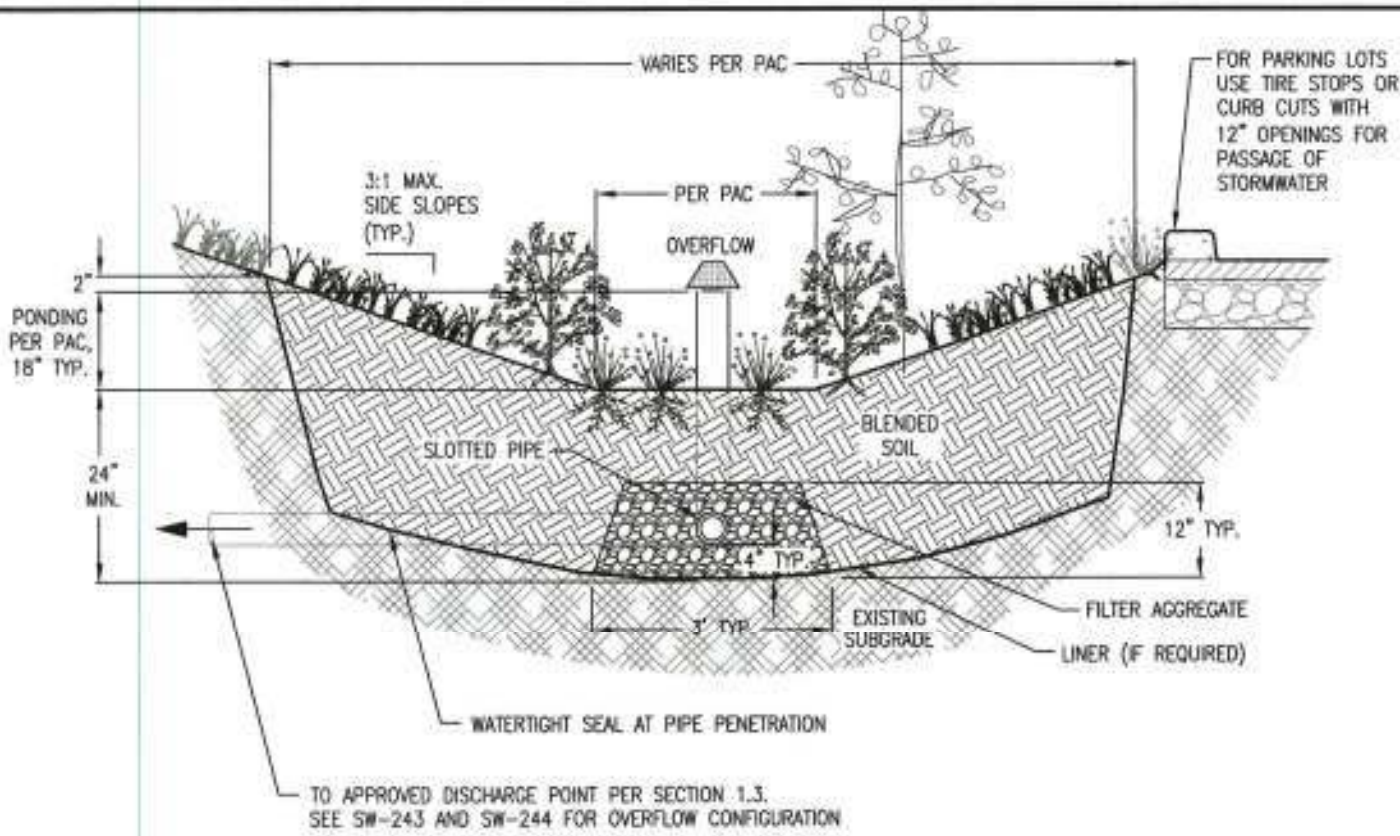 VARIES PER PAC
FOR PARKING LOTS
USE TIRE STOPS OR
CURB CUTS WITH
12" OPENINGS FOR
PASSAGE OF
STORMWATER
3:1 MAX.
SIDE SLOPES
(TYP.)
PER PAC
OVERFLOW
2"
PONDING
PER PAC,
18" TYP.
SLOTTED PIPE
BLENDED
SOIL
24"
MIN.
12" TYP.
4" TYP.
3' TYP.
EXISTING
SUBGRADE
FILTER AGGREGATE
LINER (IF REQUIRED)
WATERTIGHT SEAL AT PIPE PENETRATION
TO APPROVED DISCHARGE POINT PER SECTION 1.3.
SEE SW-243 AND SW-244 FOR OVERFLOW CONFIGURATION